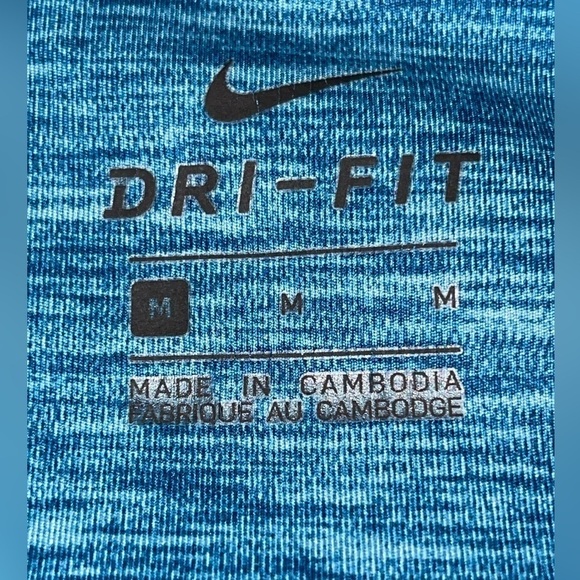 DRI-FIT
M M M
MADE IN CAMBODIA
FABRIQUE AU CAMBODGE